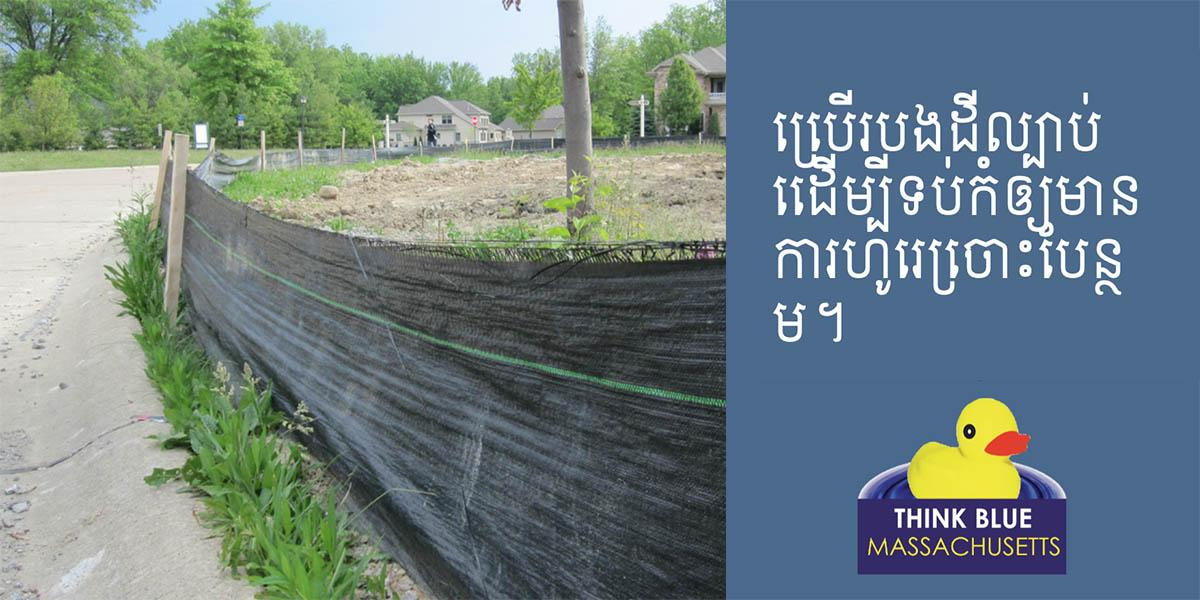 ប្រើរបងដីល្បាប់
ដើម្បីទប់កំឲ្យមាន
ការហូរច្រោះបន្ថែ
ម។
THINK BLUE
MASSACHUSETTS